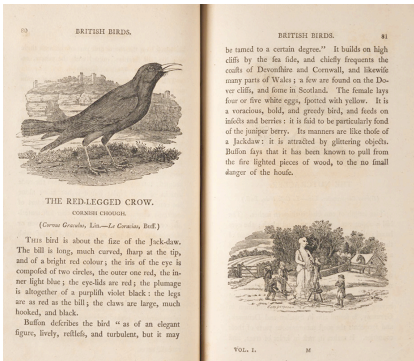 80
BRITISH BIRDS.
THE RED-LEGGED CROW.
CORNISH CHOUGH.
(Corvus Graculus, Lin.—Le Coracias, Buff.)
THIS bird is about the size of the Jack-daw.
The bill is long, much curved, sharp at the tip,
and of a bright red colour; the iris of the eye is
composed of two circles, the outer one red, the in-
ner light blue; the eye-lids are red; the plumage
is altogether of a purplish violet black: the legs
are as red as the bill; the claws are large, much
hooked, and black.
Buffon describes the bird “as of an elegant
figure, lively, restless, and turbulent, but it may
BRITISH BIRDS.
81
be tamed to a certain degree.” It builds on high
cliffs by the sea side, and chiefly frequents the
coasts of Devonshire and Cornwall, and likewise
many parts of Wales; a few are found on the Do-
ver cliffs, and some in Scotland. The female lays
four or five white eggs, spotted with yellow. It is
a voracious, bold, and greedy bird, and feeds on
insects and berries: it is said to be particularly fond
of the juniper berry. Its manners are like those of
a Jackdaw: it is attracted by glittering objects.
Buffon says that it has been known to pull from
the fire lighted pieces of wood, to the no small
danger of the house.
VOL. I.
M